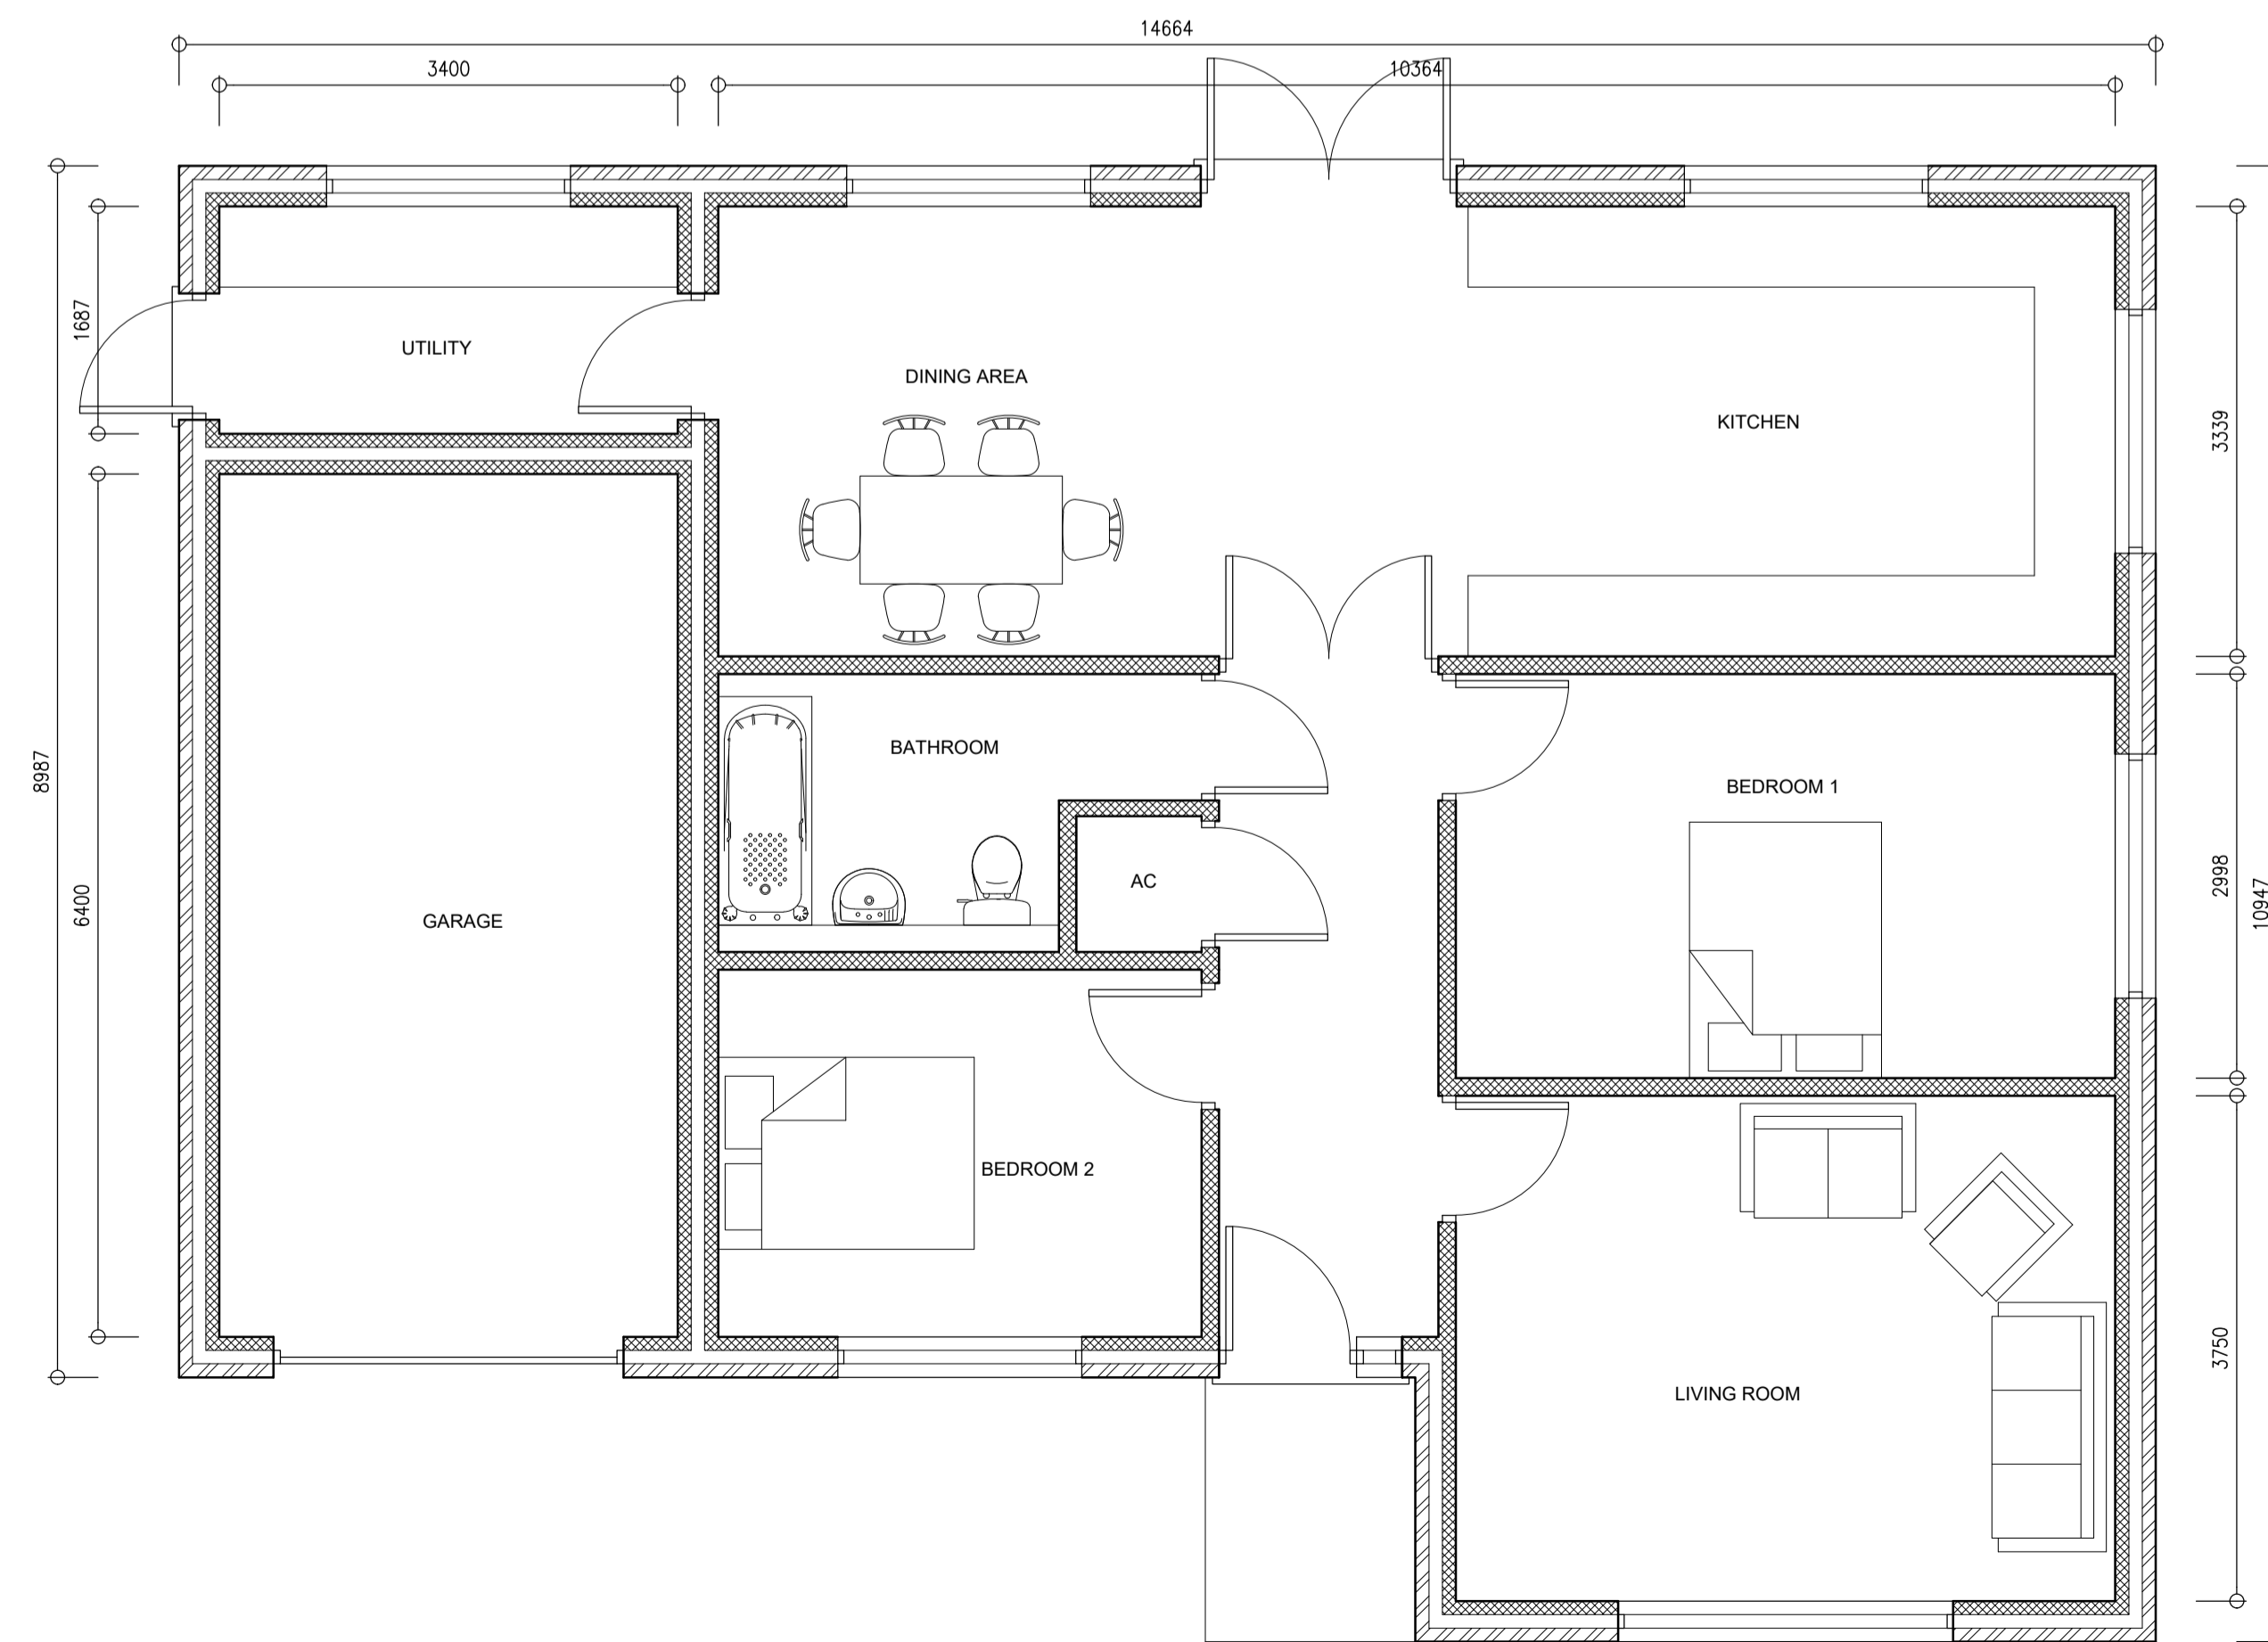 14664
3400
10364
1687
UTILITY
DINING AREA
KITCHEN
3339
BATHROOM
BEDROOM 1
8987
AC
2998
10947
6400
GARAGE
BEDROOM 2
3750
LIVING ROOM